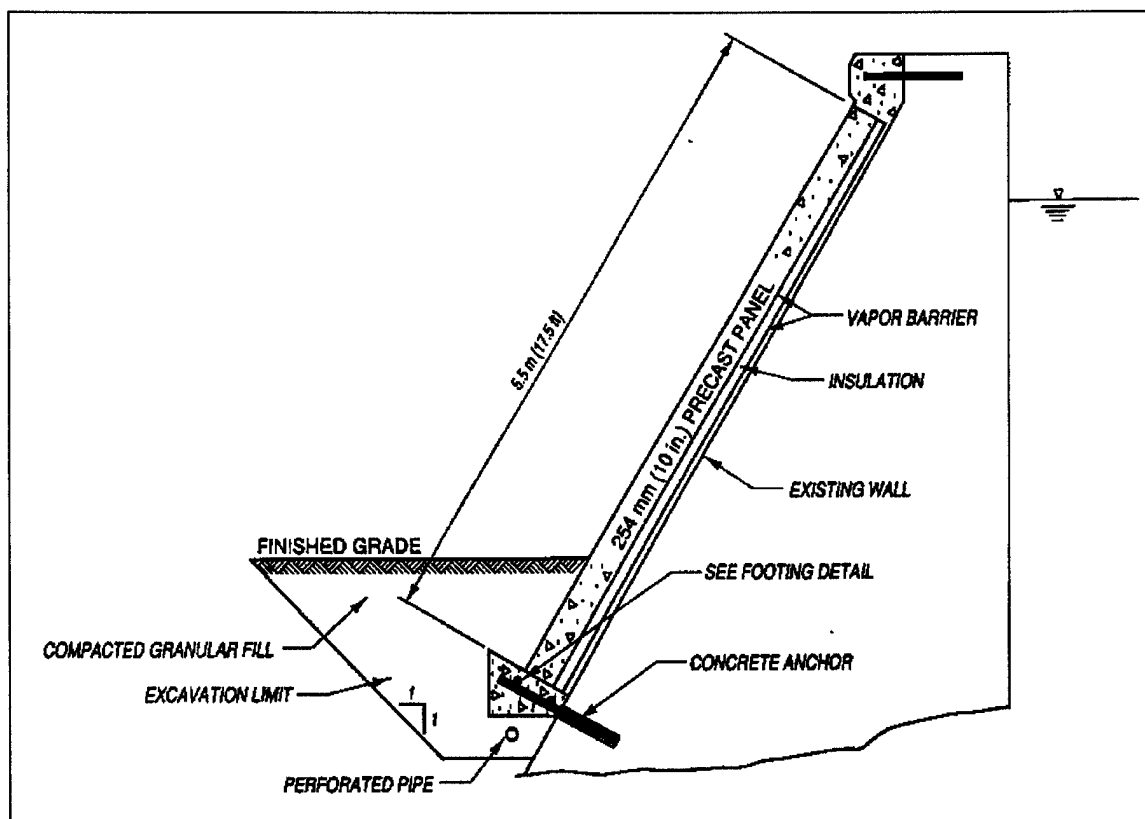 5.5 m (17.5 ft)
254 mm (10 in.) PRECAST PANEL
VAPOR BARRIER
INSULATION
EXISTING WALL
FINISHED GRADE
SEE FOOTING DETAIL
COMPACTED GRANULAR FILL
CONCRETE ANCHOR
EXCAVATION LIMIT
1
1
PERFORATED PIPE